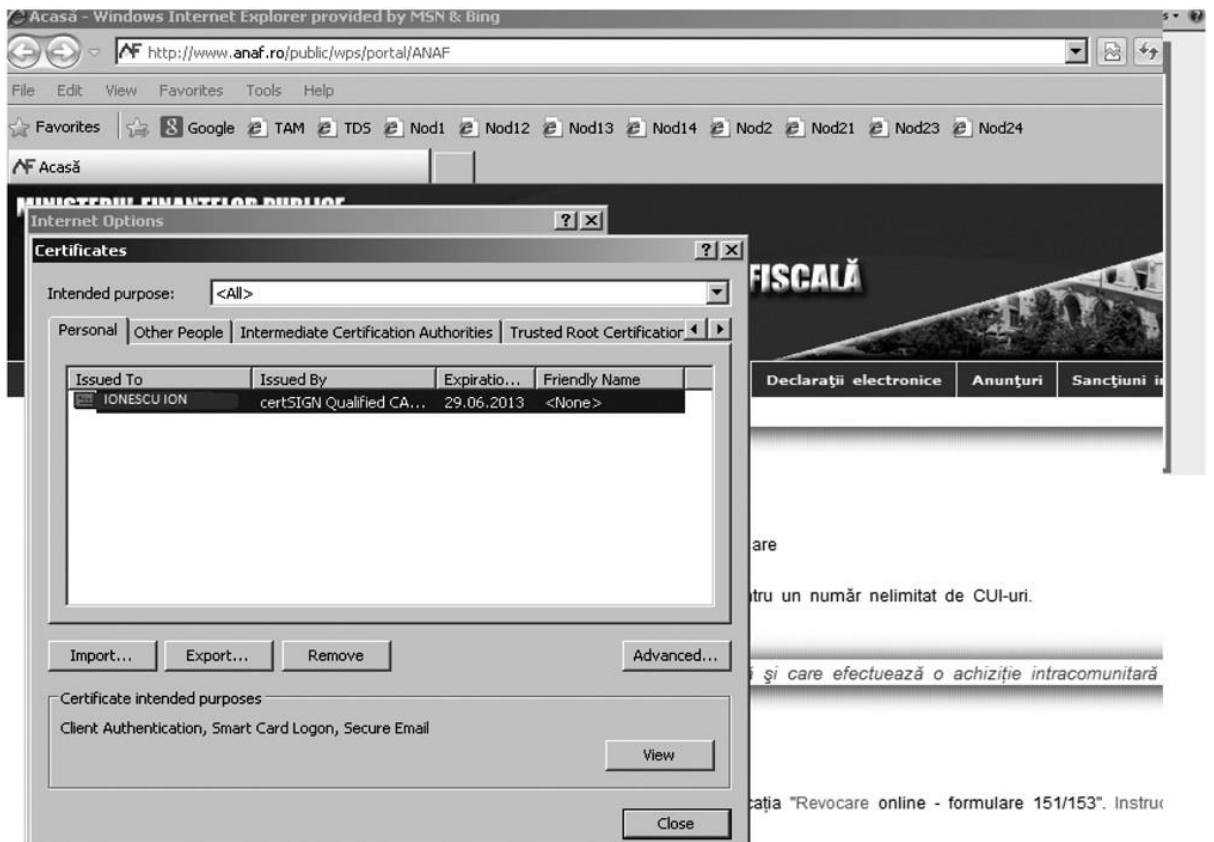 Acasă - Windows Internet Explorer provided by MSN & Bing
http://www.anaf.ro/public/wps/portal/ANAF
File Edit View Favorites Tools Help
Favorites Google TAM TDS Nod1 Nod12 Nod13 Nod14 Nod2 Nod21 Nod23 Nod24
Acasă
MINISTERUL FINANTELOR PUBLICE
Internet Options
Certificates
FISCALĂ
Intended purpose: <All>
Personal Other People Intermediate Certification Authorities Trusted Root Certification
Declaraţii electronice Anunţuri Sancţiuni
Issued To Issued By Expiratio... Friendly Name
IONESCU ION certSIGN Qualified CA... 29.06.2013 <None>
are
tru un număr nelimitat de CUI-uri.
Import... Export... Remove Advanced...
şi care efectuează o achiziţie intracomunitară
Certificate intended purposes
Client Authentication, Smart Card Logon, Secure Email
View
caţia "Revocare online - formulare 151/153". Instruc
Close